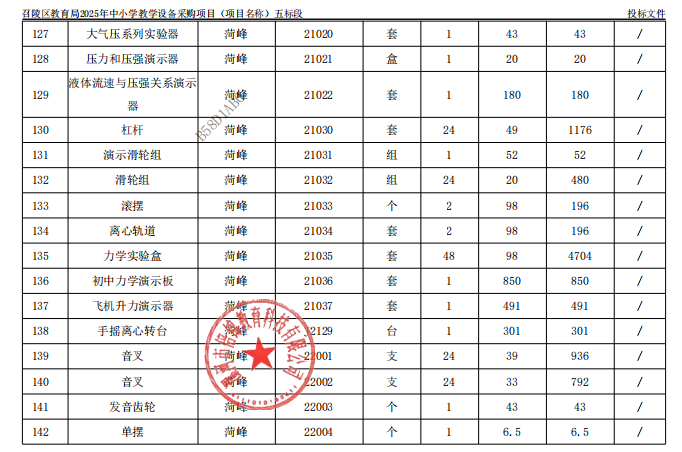 召陵区教育局2025年中小学教学设备采购项目（项目名称）五标段 投标文件
127 大气压系列实验器 菏峰 21020 套 1 43 43 /
128 压力和压强演示器 菏峰 21021 盒 1 20 20 /
129 液体流速与压强关系演示器 菏峰 21022 套 1 180 180 /
130 杠杆 菏峰 21030 套 24 49 1176 /
131 演示滑轮组 菏峰 21031 组 1 52 52 /
132 滑轮组 菏峰 21032 组 24 20 480 /
133 滚摆 菏峰 21033 个 2 98 196 /
134 离心轨道 菏峰 21034 套 2 98 196 /
135 力学实验盒 菏峰 21035 套 48 98 4704 /
136 初中力学演示板 菏峰 21036 套 1 850 850 /
137 飞机升力演示器 菏峰 21037 套 1 491 491 /
138 手摇离心转台 菏峰 2129 台 1 301 301 /
139 音叉 菏峰 22001 支 24 39 936 /
140 音叉 菏峰 22002 支 24 33 792 /
141 发音齿轮 菏峰 22003 个 1 43 43 /
142 单摆 菏峰 22004 个 1 6.5 6.5 /
B58D1AB
教育科技有限公司